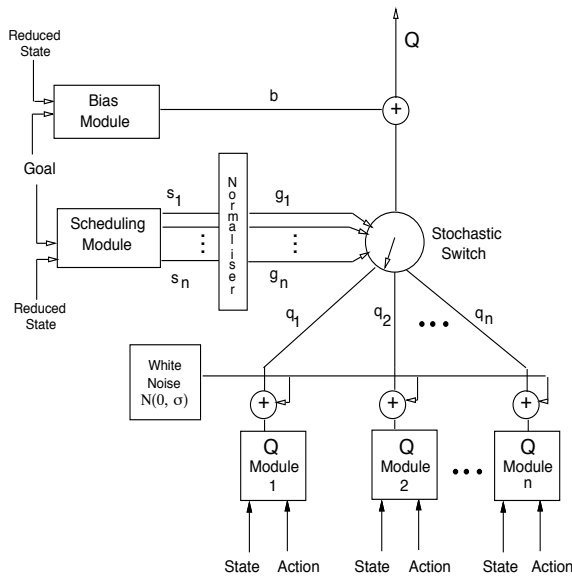 Reduced
State
Q
Bias
Module
b
+
Goal
s1
g1
Normaliser
Scheduling
Module
sn
gn
Stochastic
Switch
Reduced
State
q1
q2
qn
White
Noise
N(0, σ)
+
+
+
Q
Module
1
Q
Module
2
Q
Module
n
State Action
State Action
State Action